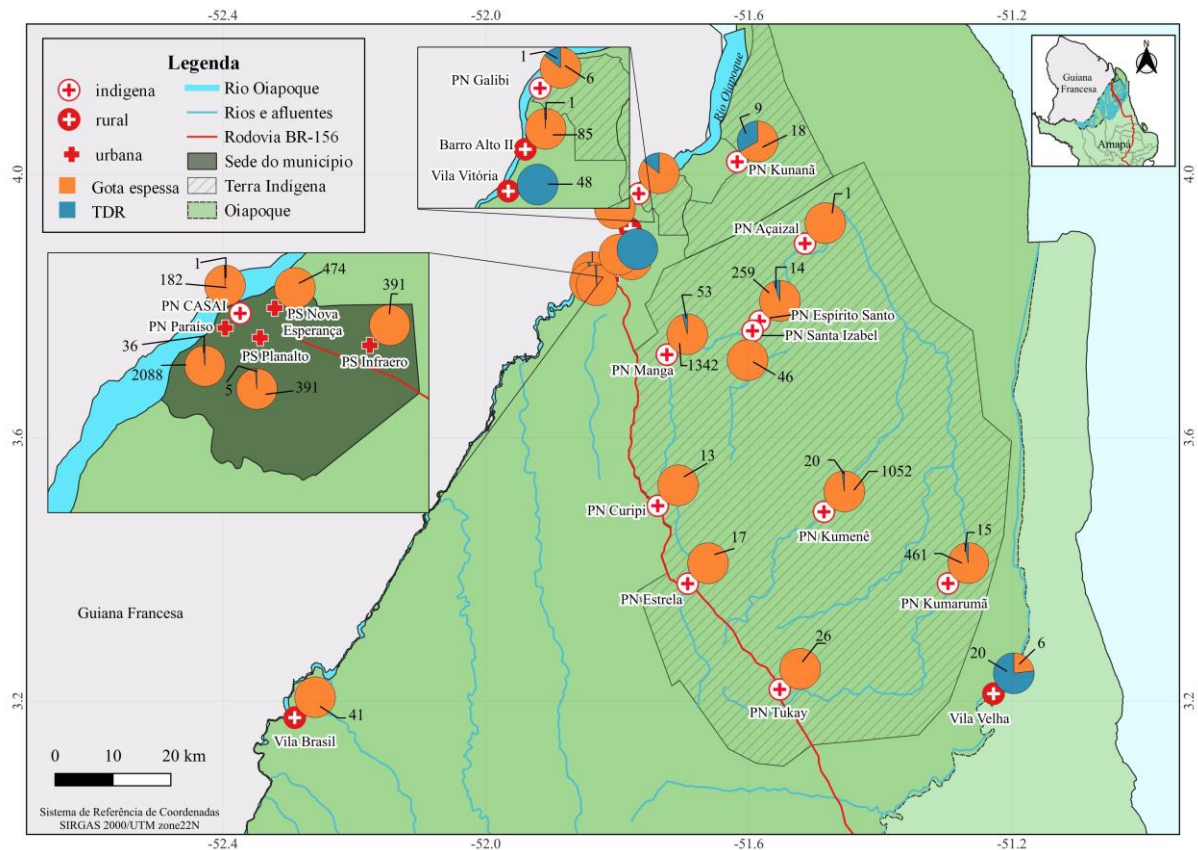 -52.4
-52.0
-51.6
-51.2
Legenda
indígena
rural
urbana
Gota espessa
TDR
Rio Oiapoque
Rios e afluentes
Rodovia BR-156
Sede do município
Terra Indígena
Oiapoque
1
PN Galibi
6
1
85
Barro Alto II
Vila Vitória
48
Rio Oiapoque
9
18
PN Kunanã
N
Guiana
Francesa
Amapá
4.0
4.0
1
PN Açaizal
14
259
PN Espírito Santo
PN Santa Izabel
46
53
1342
PN Manga
1
182
474
391
PN CASAI
PS Nova
Esperança
PN Paraíso
PS Planalto
PS Infraero
36
2088
5
391
3.6
3.6
13
PN Curipi
20
1052
PN Kumenê
17
PN Estrela
15
461
PN Kumarumã
Guiana Francesa
26
PN Tukay
20
6
Vila Velha
3.2
3.2
41
Vila Brasil
0 10 20 km
Sistema de Referência de Coordenadas
SIRGAS 2000/UTM zone22N
-52.4
-52.0
-51.6
-51.2